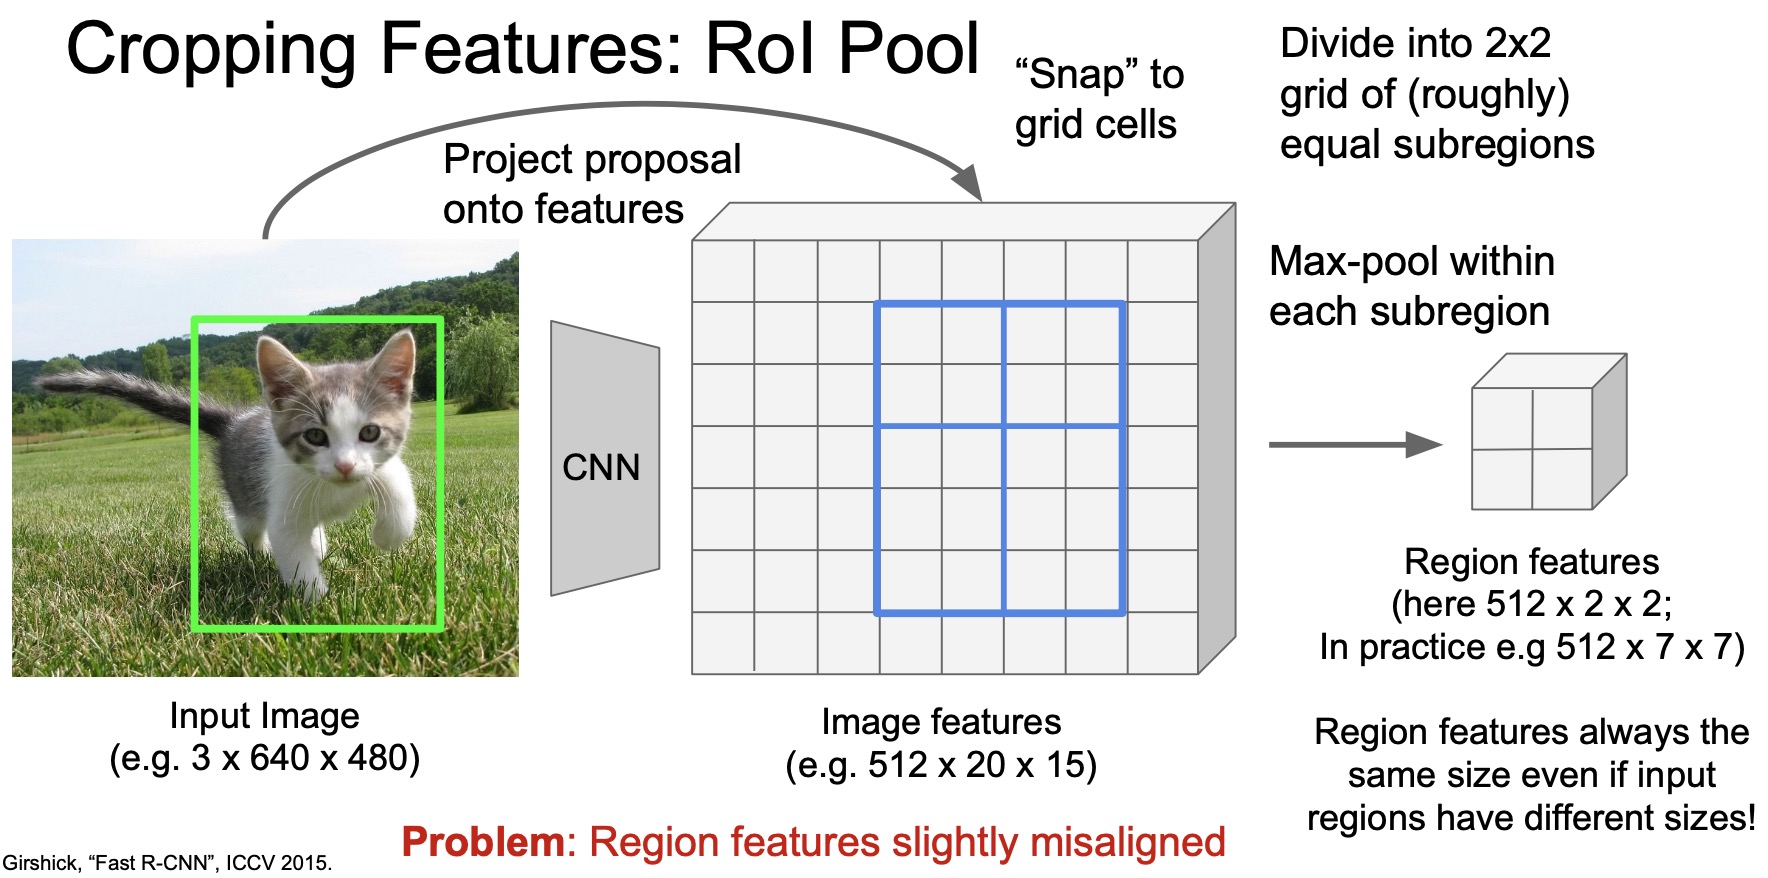 Cropping Features: RoI Pool
“Snap” to
grid cells
Divide into 2x2
grid of (roughly)
equal subregions
Project proposal
onto features
Max-pool within
each subregion
CNN
Input Image
(e.g. 3 x 640 x 480)
Image features
(e.g. 512 x 20 x 15)
Region features
(here 512 x 2 x 2;
In practice e.g 512 x 7 x 7)
Region features always the
same size even if input
regions have different sizes!
Problem: Region features slightly misaligned
Girshick, “Fast R-CNN”, ICCV 2015.